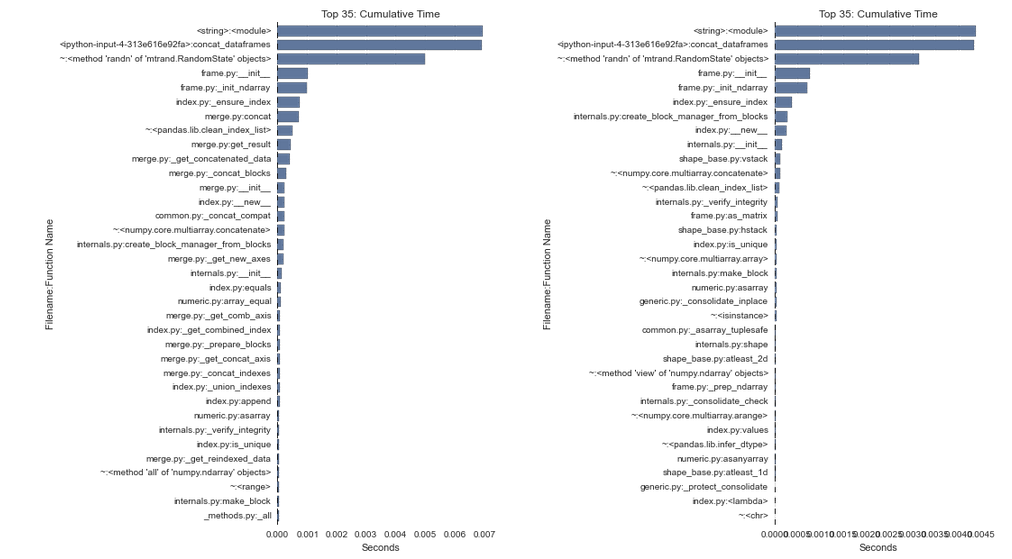 Top 35: Cumulative Time
<string>:<module>
<ipython-input-4-313e616e92fa>:concat_dataframes
~:<method 'randn' of 'mtrand.RandomState' objects>
frame.py:__init__
frame.py:_init_ndarray
index.py:_ensure_index
merge.py:concat
~:<pandas.lib.clean_index_list>
merge.py:get_result
merge.py:_get_concatenated_data
merge.py:_concat_blocks
merge.py:__init__
index.py:__new__
common.py:_concat_compat
~:<numpy.core.multiarray.concatenate>
internals.py:create_block_manager_from_blocks
merge.py:_get_new_axes
internals.py:__init__
index.py:equals
numeric.py:array_equal
merge.py:_get_comb_axis
index.py:_get_combined_index
merge.py:_prepare_blocks
merge.py:_get_concat_axis
merge.py:_concat_indexes
index.py:_union_indexes
index.py:append
numeric.py:asarray
internals.py:_verify_integrity
index.py:is_unique
merge.py:_get_reindexed_data
~:<method 'all' of 'numpy.ndarray' objects>
~:<range>
internals.py:make_block
_methods.py:_all
Filename:Function Name
0.000 0.001 0.002 0.003 0.004 0.005 0.006 0.007
Seconds
Top 35: Cumulative Time
<string>:<module>
<ipython-input-4-313e616e92fa>:concat_dataframes
~:<method 'randn' of 'mtrand.RandomState' objects>
frame.py:__init__
frame.py:_init_ndarray
index.py:_ensure_index
internals.py:create_block_manager_from_blocks
index.py:__new__
internals.py:__init__
shape_base.py:vstack
~:<numpy.core.multiarray.concatenate>
~:<pandas.lib.clean_index_list>
internals.py:_verify_integrity
frame.py:as_matrix
shape_base.py:hstack
index.py:is_unique
~:<numpy.core.multiarray.array>
internals.py:make_block
numeric.py:asarray
generic.py:_consolidate_inplace
~:<isinstance>
common.py:_asarray_tuplesafe
internals.py:shape
shape_base.py:atleast_2d
~:<method 'view' of 'numpy.ndarray' objects>
frame.py:_prep_ndarray
internals.py:_consolidate_check
~:<numpy.core.multiarray.arange>
index.py:values
~:<pandas.lib.infer_dtype>
numeric.py:asanyarray
shape_base.py:atleast_1d
generic.py:_protect_consolidate
index.py:<lambda>
~:<chr>
Filename:Function Name
0.0000 0.0005 0.0010 0.0015 0.0020 0.0025 0.0030 0.0035 0.0040 0.0045
Seconds